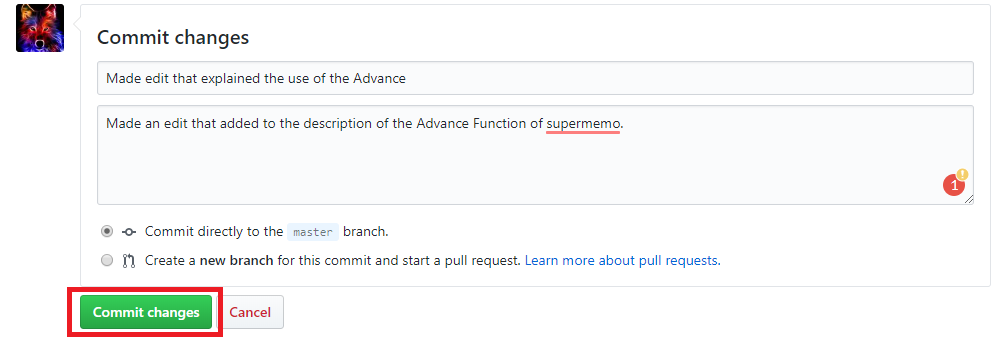 Commit changes
Made edit that explained the use of the Advance
Made an edit that added to the description of the Advance Function of supermemo.
1 !
Commit directly to the master branch.
Create a new branch for this commit and start a pull request. Learn more about pull requests.
Commit changes Cancel